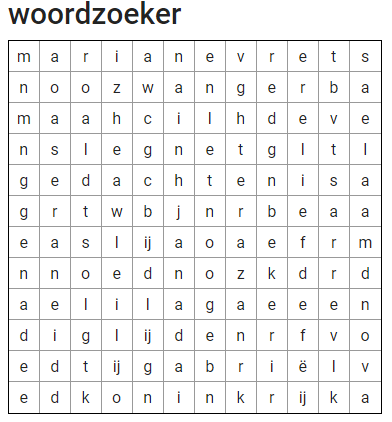 woordzoeker
m a r i a n e v r e t s
n o o z w a n g e r b a
m a a h c i l h d e v e
n s l e g n e t g l t l
g e d a c h t e n i s a
g r t w b j n r b e a a
e a s l ij a o a e f r m
n n o e d n o z k d r d
a e l i l a g a e e e n
d i g l ij d e n r f v o
e d t ij g a b r i ë l v
e d k o n i n k r ij k a